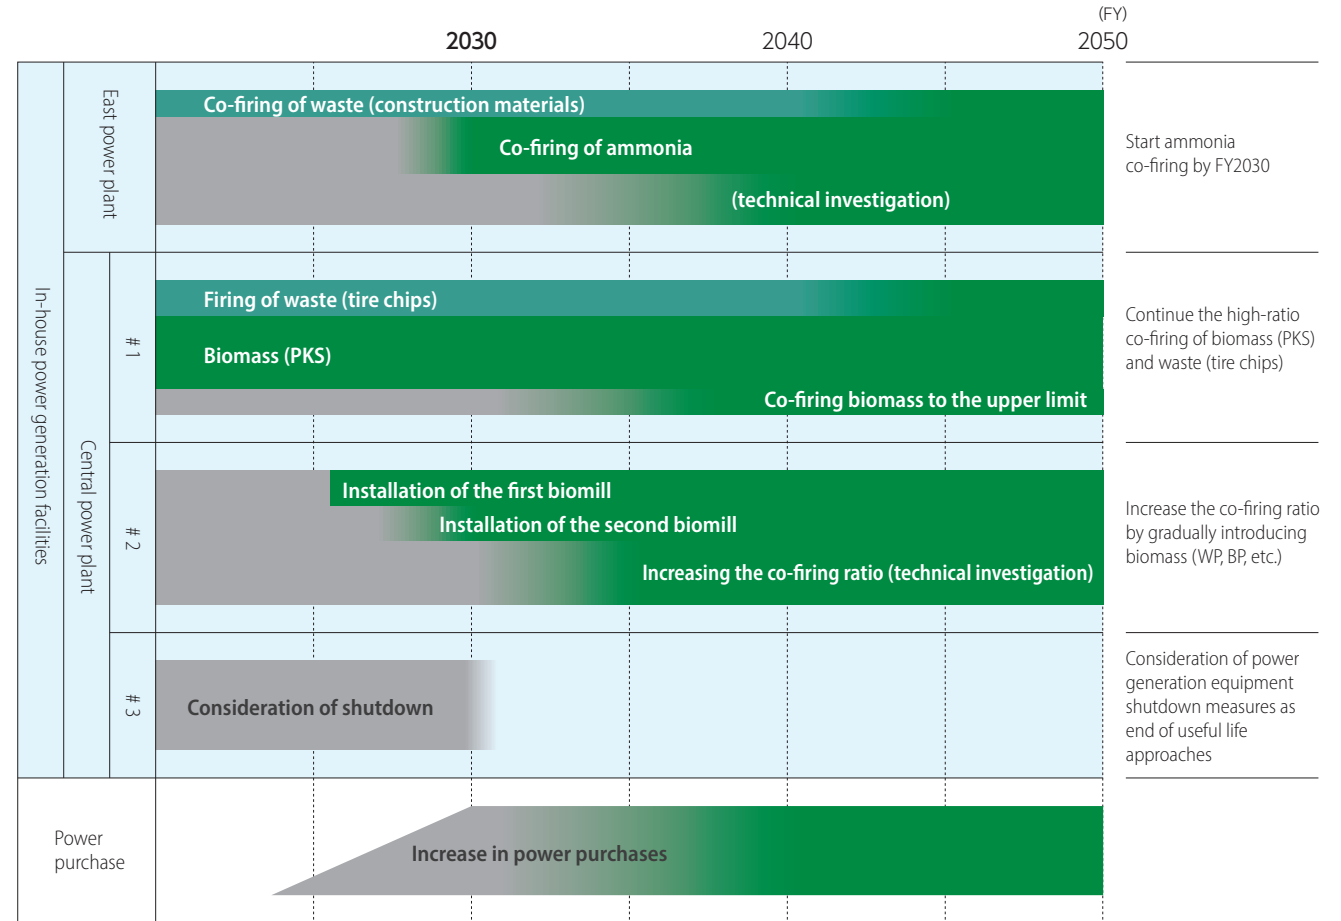 (FY)
2030
2040
2050
In-house power generation facilities
East power plant
Co-firing of waste (construction materials)
Co-firing of ammonia
(technical investigation)
Start ammonia
co-firing by FY2030
Central power plant
# 1
Firing of waste (tire chips)
Biomass (PKS)
Co-firing biomass to the upper limit
Continue the high-ratio
co-firing of biomass (PKS)
and waste (tire chips)
# 2
Installation of the first biomill
Installation of the second biomill
Increasing the co-firing ratio (technical investigation)
Increase the co-firing ratio
by gradually introducing
biomass (WP, BP, etc.)
# 3
Consideration of shutdown
Consideration of power
generation equipment
shutdown measures as
end of useful life
approaches
Power
purchase
Increase in power purchases